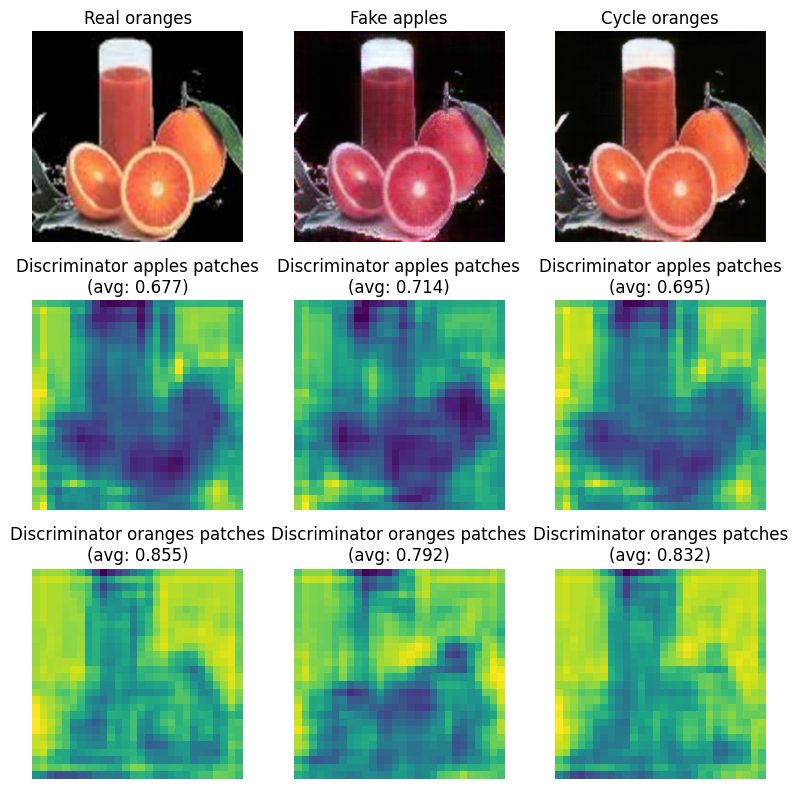 Real oranges
Fake apples
Cycle oranges
Discriminator apples patches
(avg: 0.677)
Discriminator apples patches
(avg: 0.714)
Discriminator apples patches
(avg: 0.695)
Discriminator oranges patches
(avg: 0.855)
Discriminator oranges patches
(avg: 0.792)
Discriminator oranges patches
(avg: 0.832)